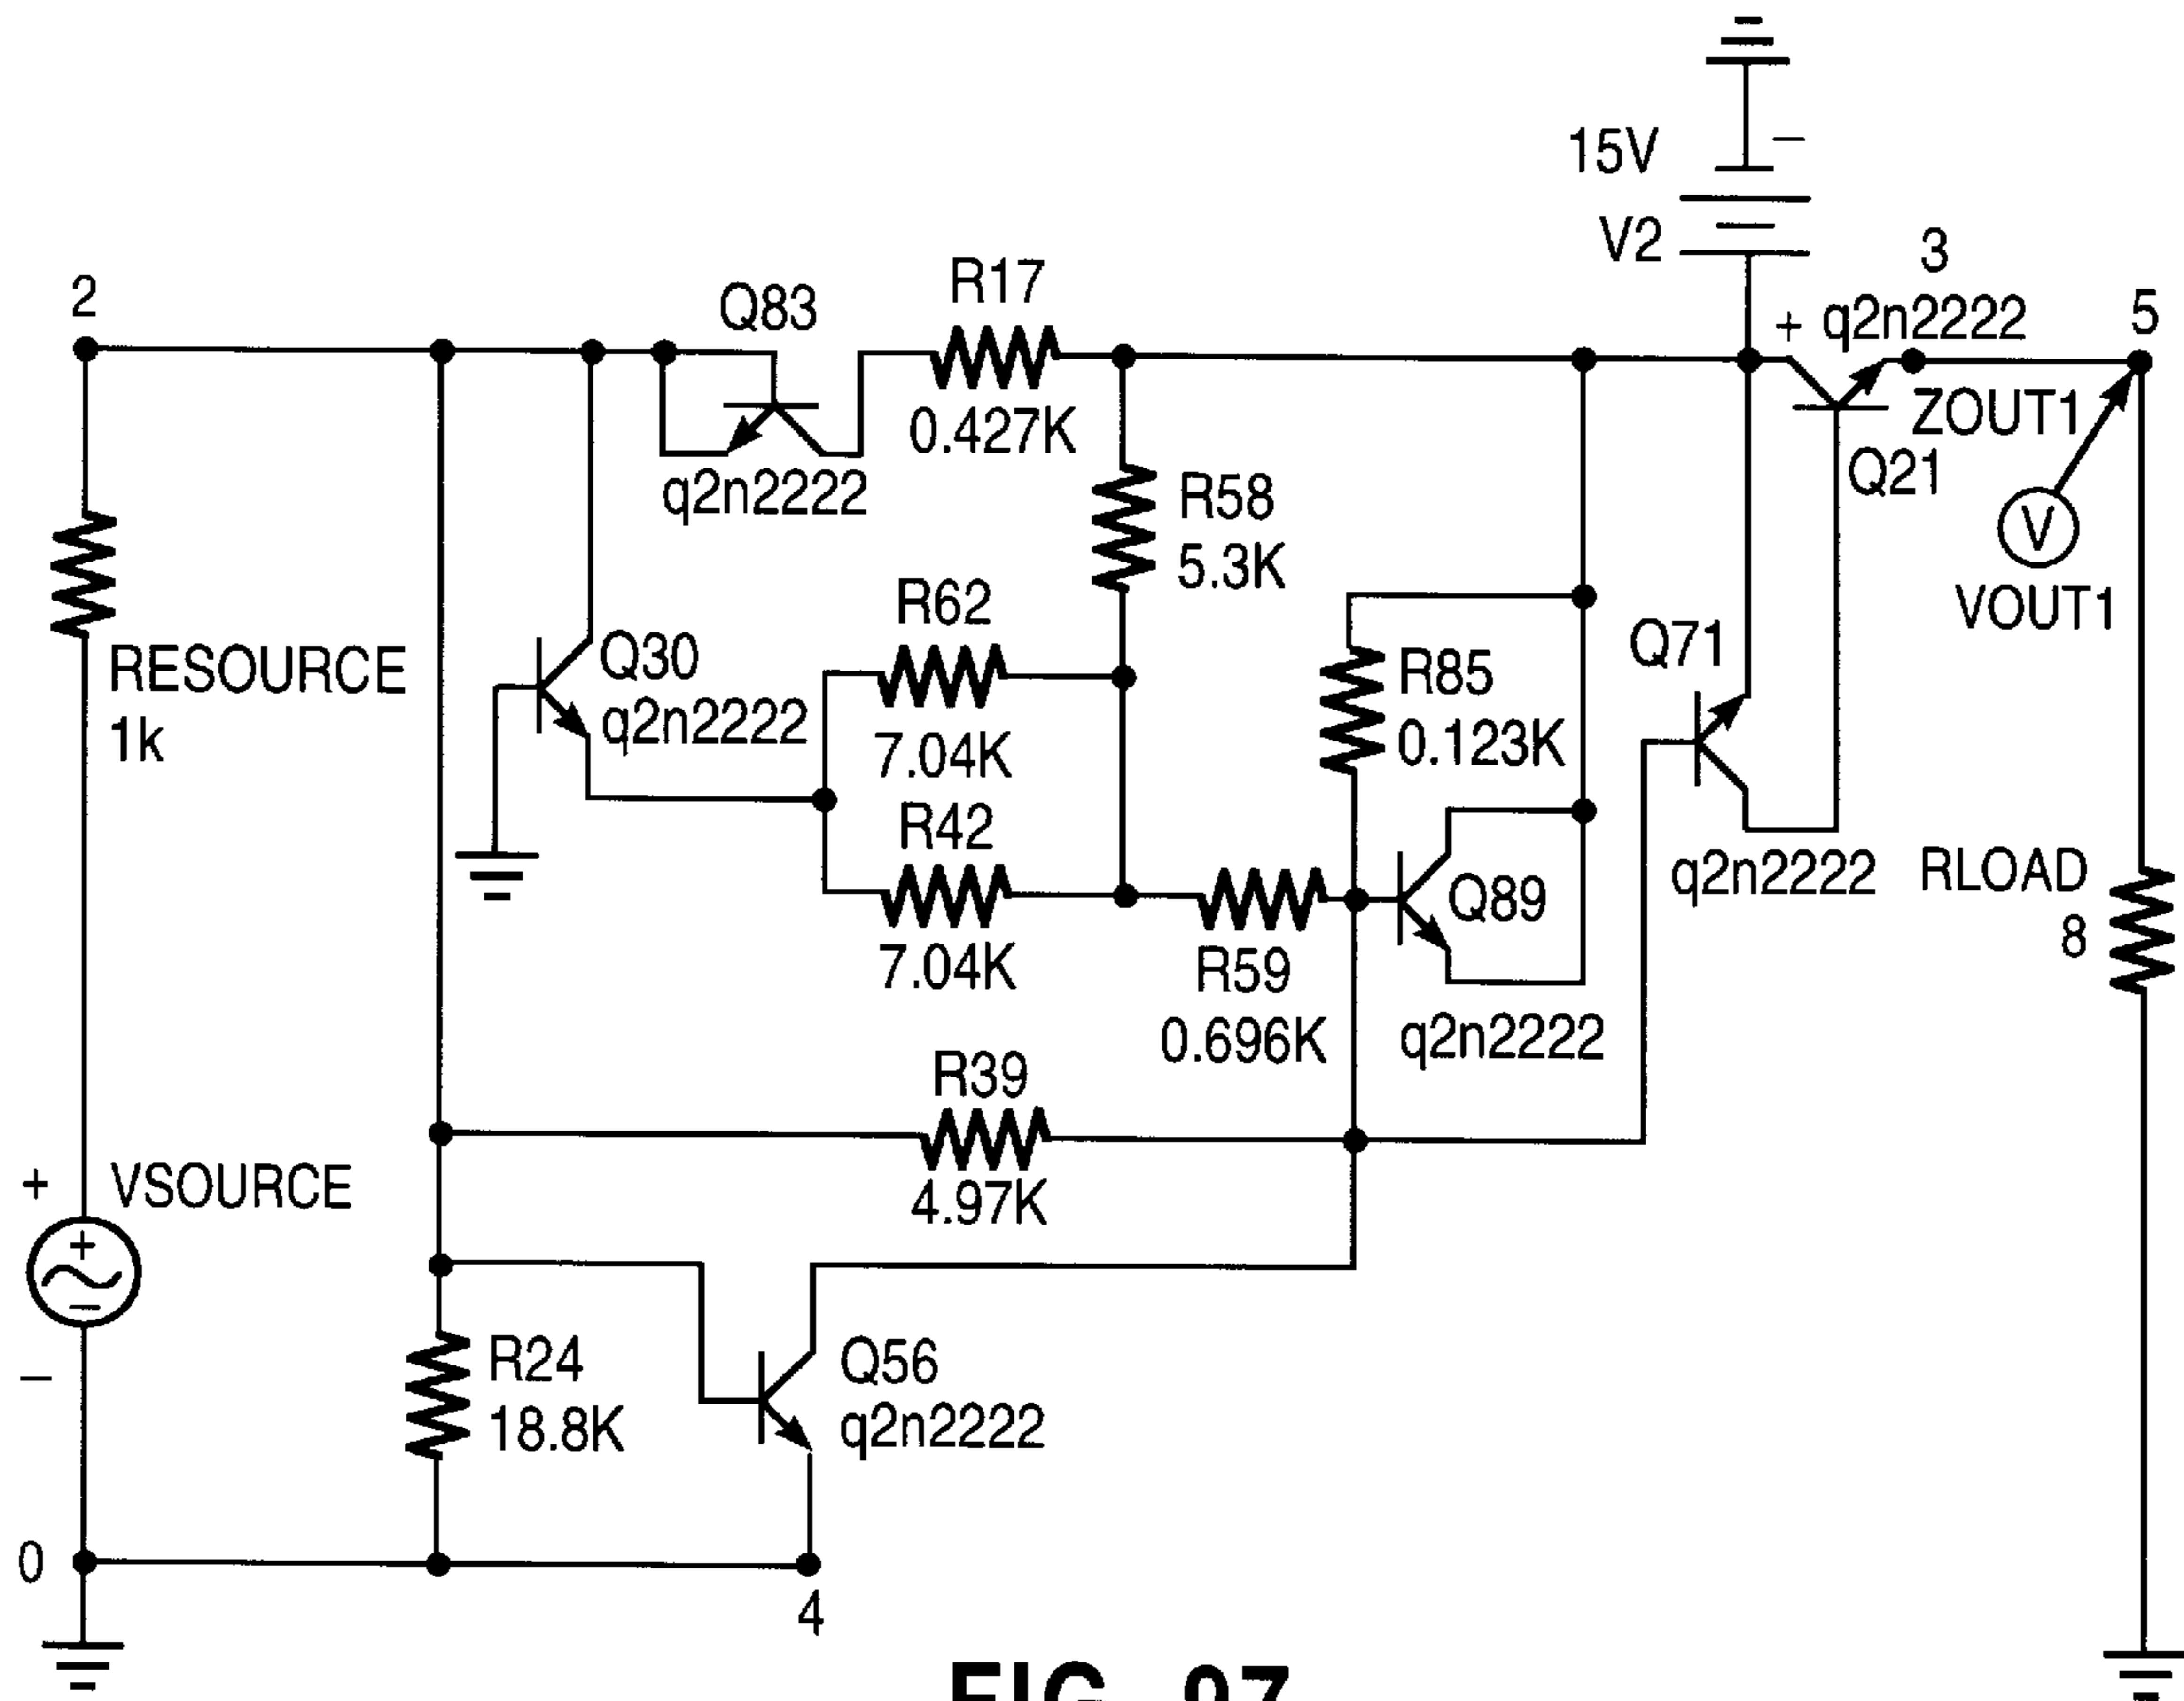 15V
V2
3
2
Q83
R17
+
q2n2222
5
0.427K
ZOUT1
q2n2222
R58
Q21
5.3K
V
VOUT1
R62
RESOURCE
1k
Q30
q2n2222
R85
0.123K
Q71
7.04K
R42
q2n2222
RLOAD
8
Q89
7.04K
R59
0.696K
q2n2222
R39
4.97K
+
VSOURCE
+
−
−
R24
18.8K
Q56
q2n2222
0
4
−